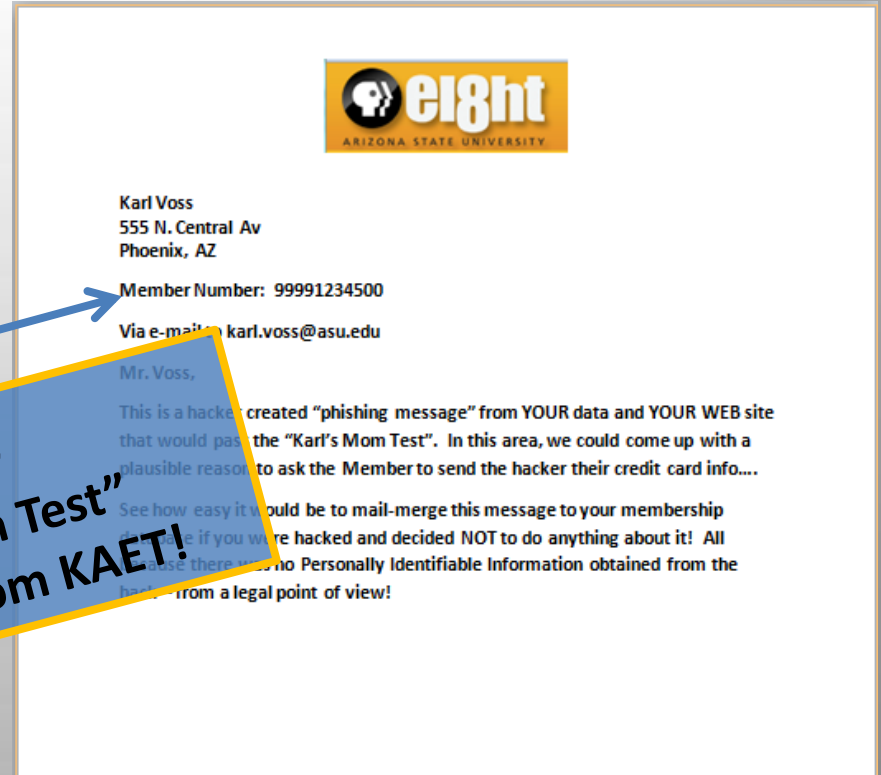 ei8ht
ARIZONA STATE UNIVERSITY
Karl Voss
555 N. Central Av
Phoenix, AZ
Member Number: 99991234500
Via e-mail to karl.voss@asu.edu
Mr. Voss,
This is a hacker created “phishing message” from YOUR data and YOUR WEB site
that would pass the “Karl’s Mom Test”. In this area, we could come up with a
plausible reason to ask the Member to send the hacker their credit card info….
See how easy it would be to mail-merge this message to your membership
database if you were hacked and decided NOT to do anything about it! All
because there was no Personally Identifiable Information obtained from the
from a legal point of view!
Test”
KAET!